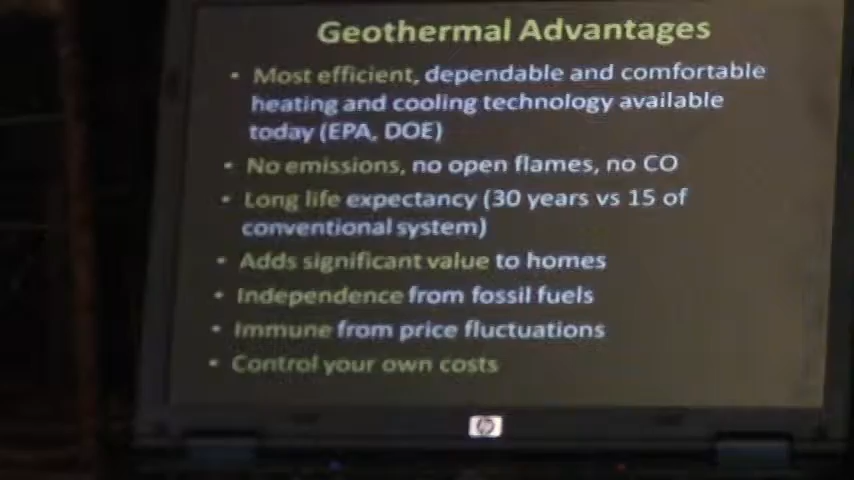 Geothermal Advantages
• Most efficient, dependable and comfortable
heating and cooling technology available
today (EPA, DOE)
• No emissions, no open flames, no CO
• Long life expectancy (30 years vs 15 of
conventional system)
• Adds significant value to homes
• Independence from fossil fuels
• Immune from price fluctuations
• Control your own costs
hp